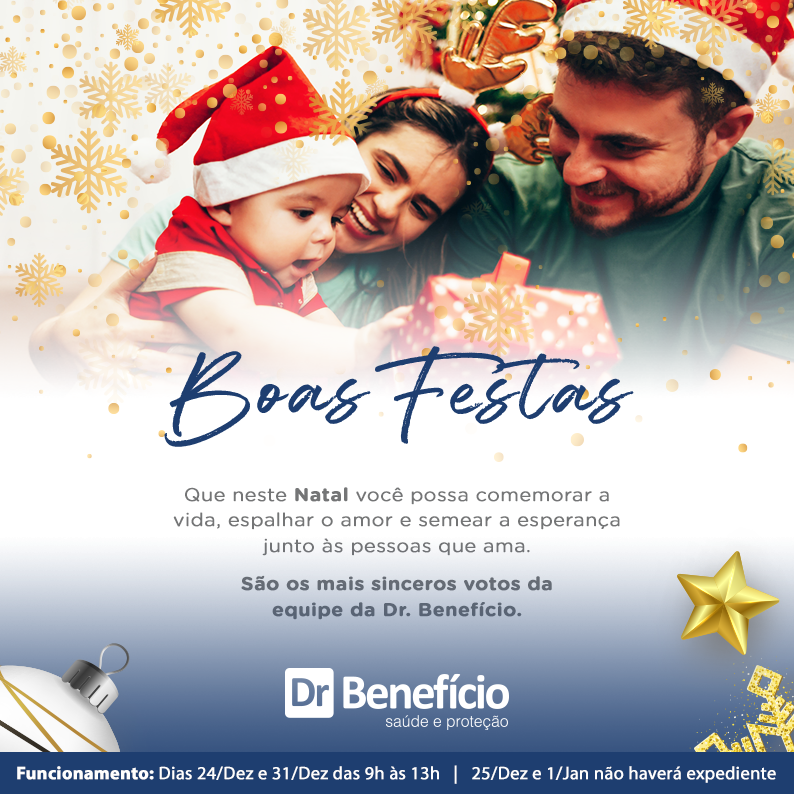 Boas Festas
Que neste Natal você possa comemorar a
vida, espalhar o amor e semear a esperança
junto às pessoas que ama.
São os mais sinceros votos da
equipe da Dr. Benefício.
Dr Benefício
saúde e proteção
Funcionamento: Dias 24/Dez e 31/Dez das 9h às 13h | 25/Dez e 1/Jan não haverá expediente